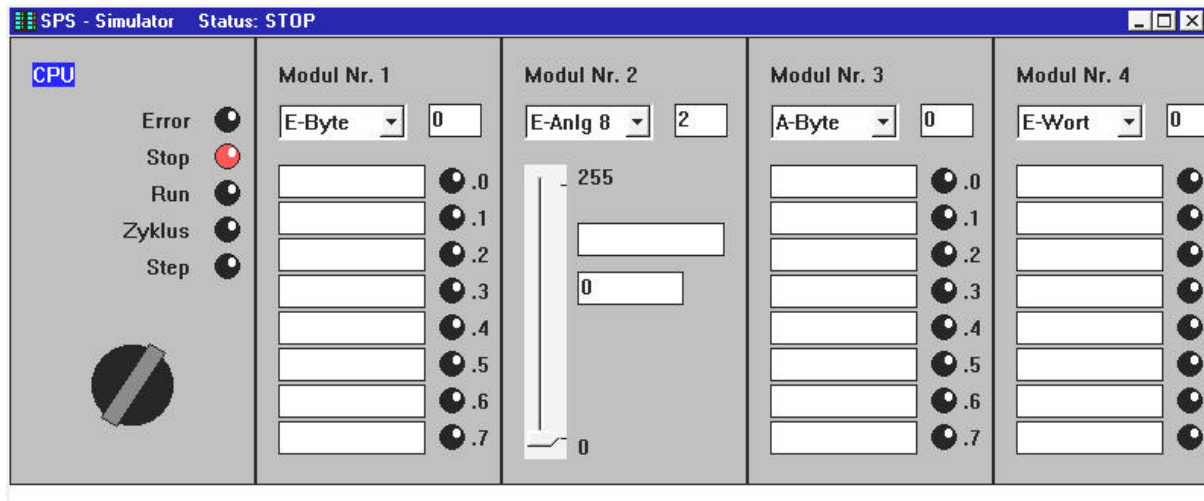 SPS - Simulator Status: STOP
CPU
Error
Stop
Run
Zyklus
Step
Modul Nr. 1
E-Byte 0
.0
.1
.2
.3
.4
.5
.6
.7
Modul Nr. 2
E-Anlg 8 2
255
0
0
Modul Nr. 3
A-Byte 0
.0
.1
.2
.3
.4
.5
.6
.7
Modul Nr. 4
E-Wort 0